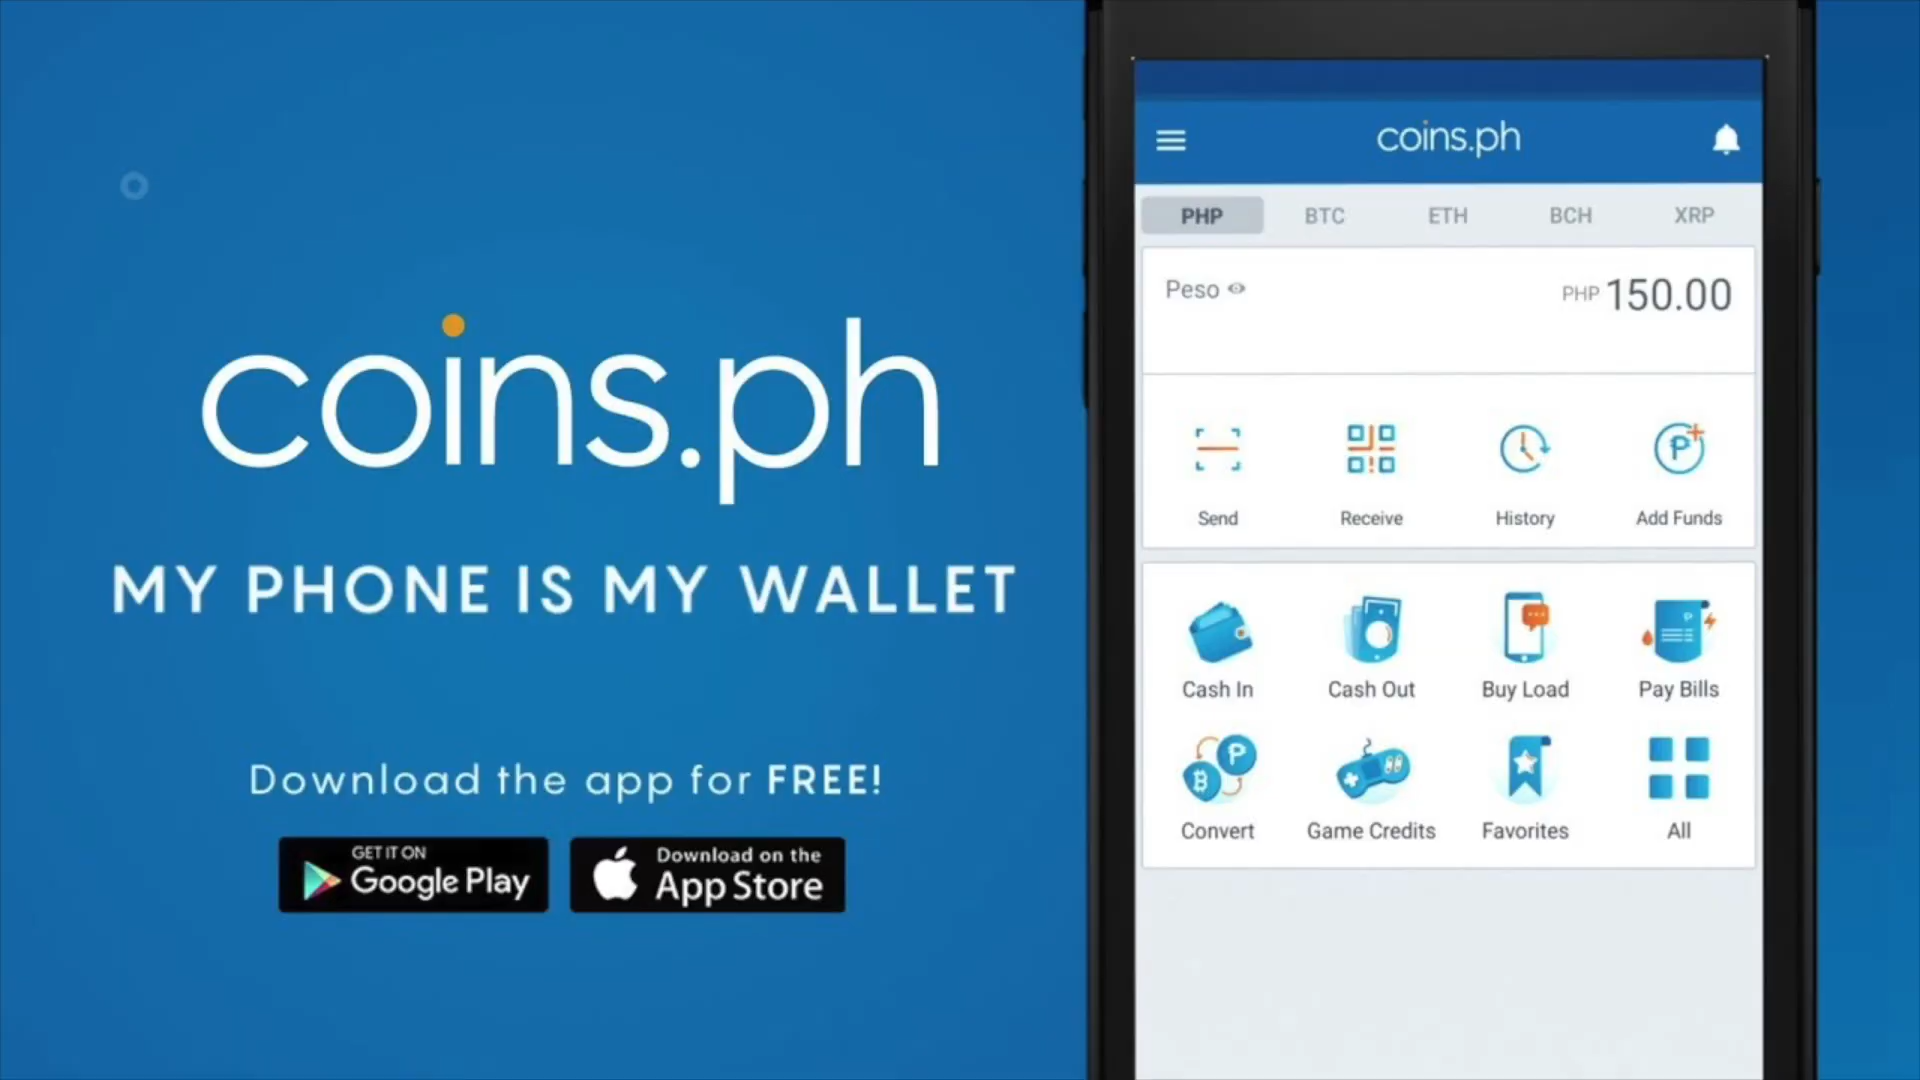 coins.ph
MY PHONE IS MY WALLET
Download the app for FREE!
GET IT ON
Google Play
Download on the
App Store
coins.ph
PHP BTC ETH BCH XRP
Peso PHP 150.00
Send Receive History Add Funds
Cash In Cash Out Buy Load Pay Bills
Convert Game Credits Favorites All